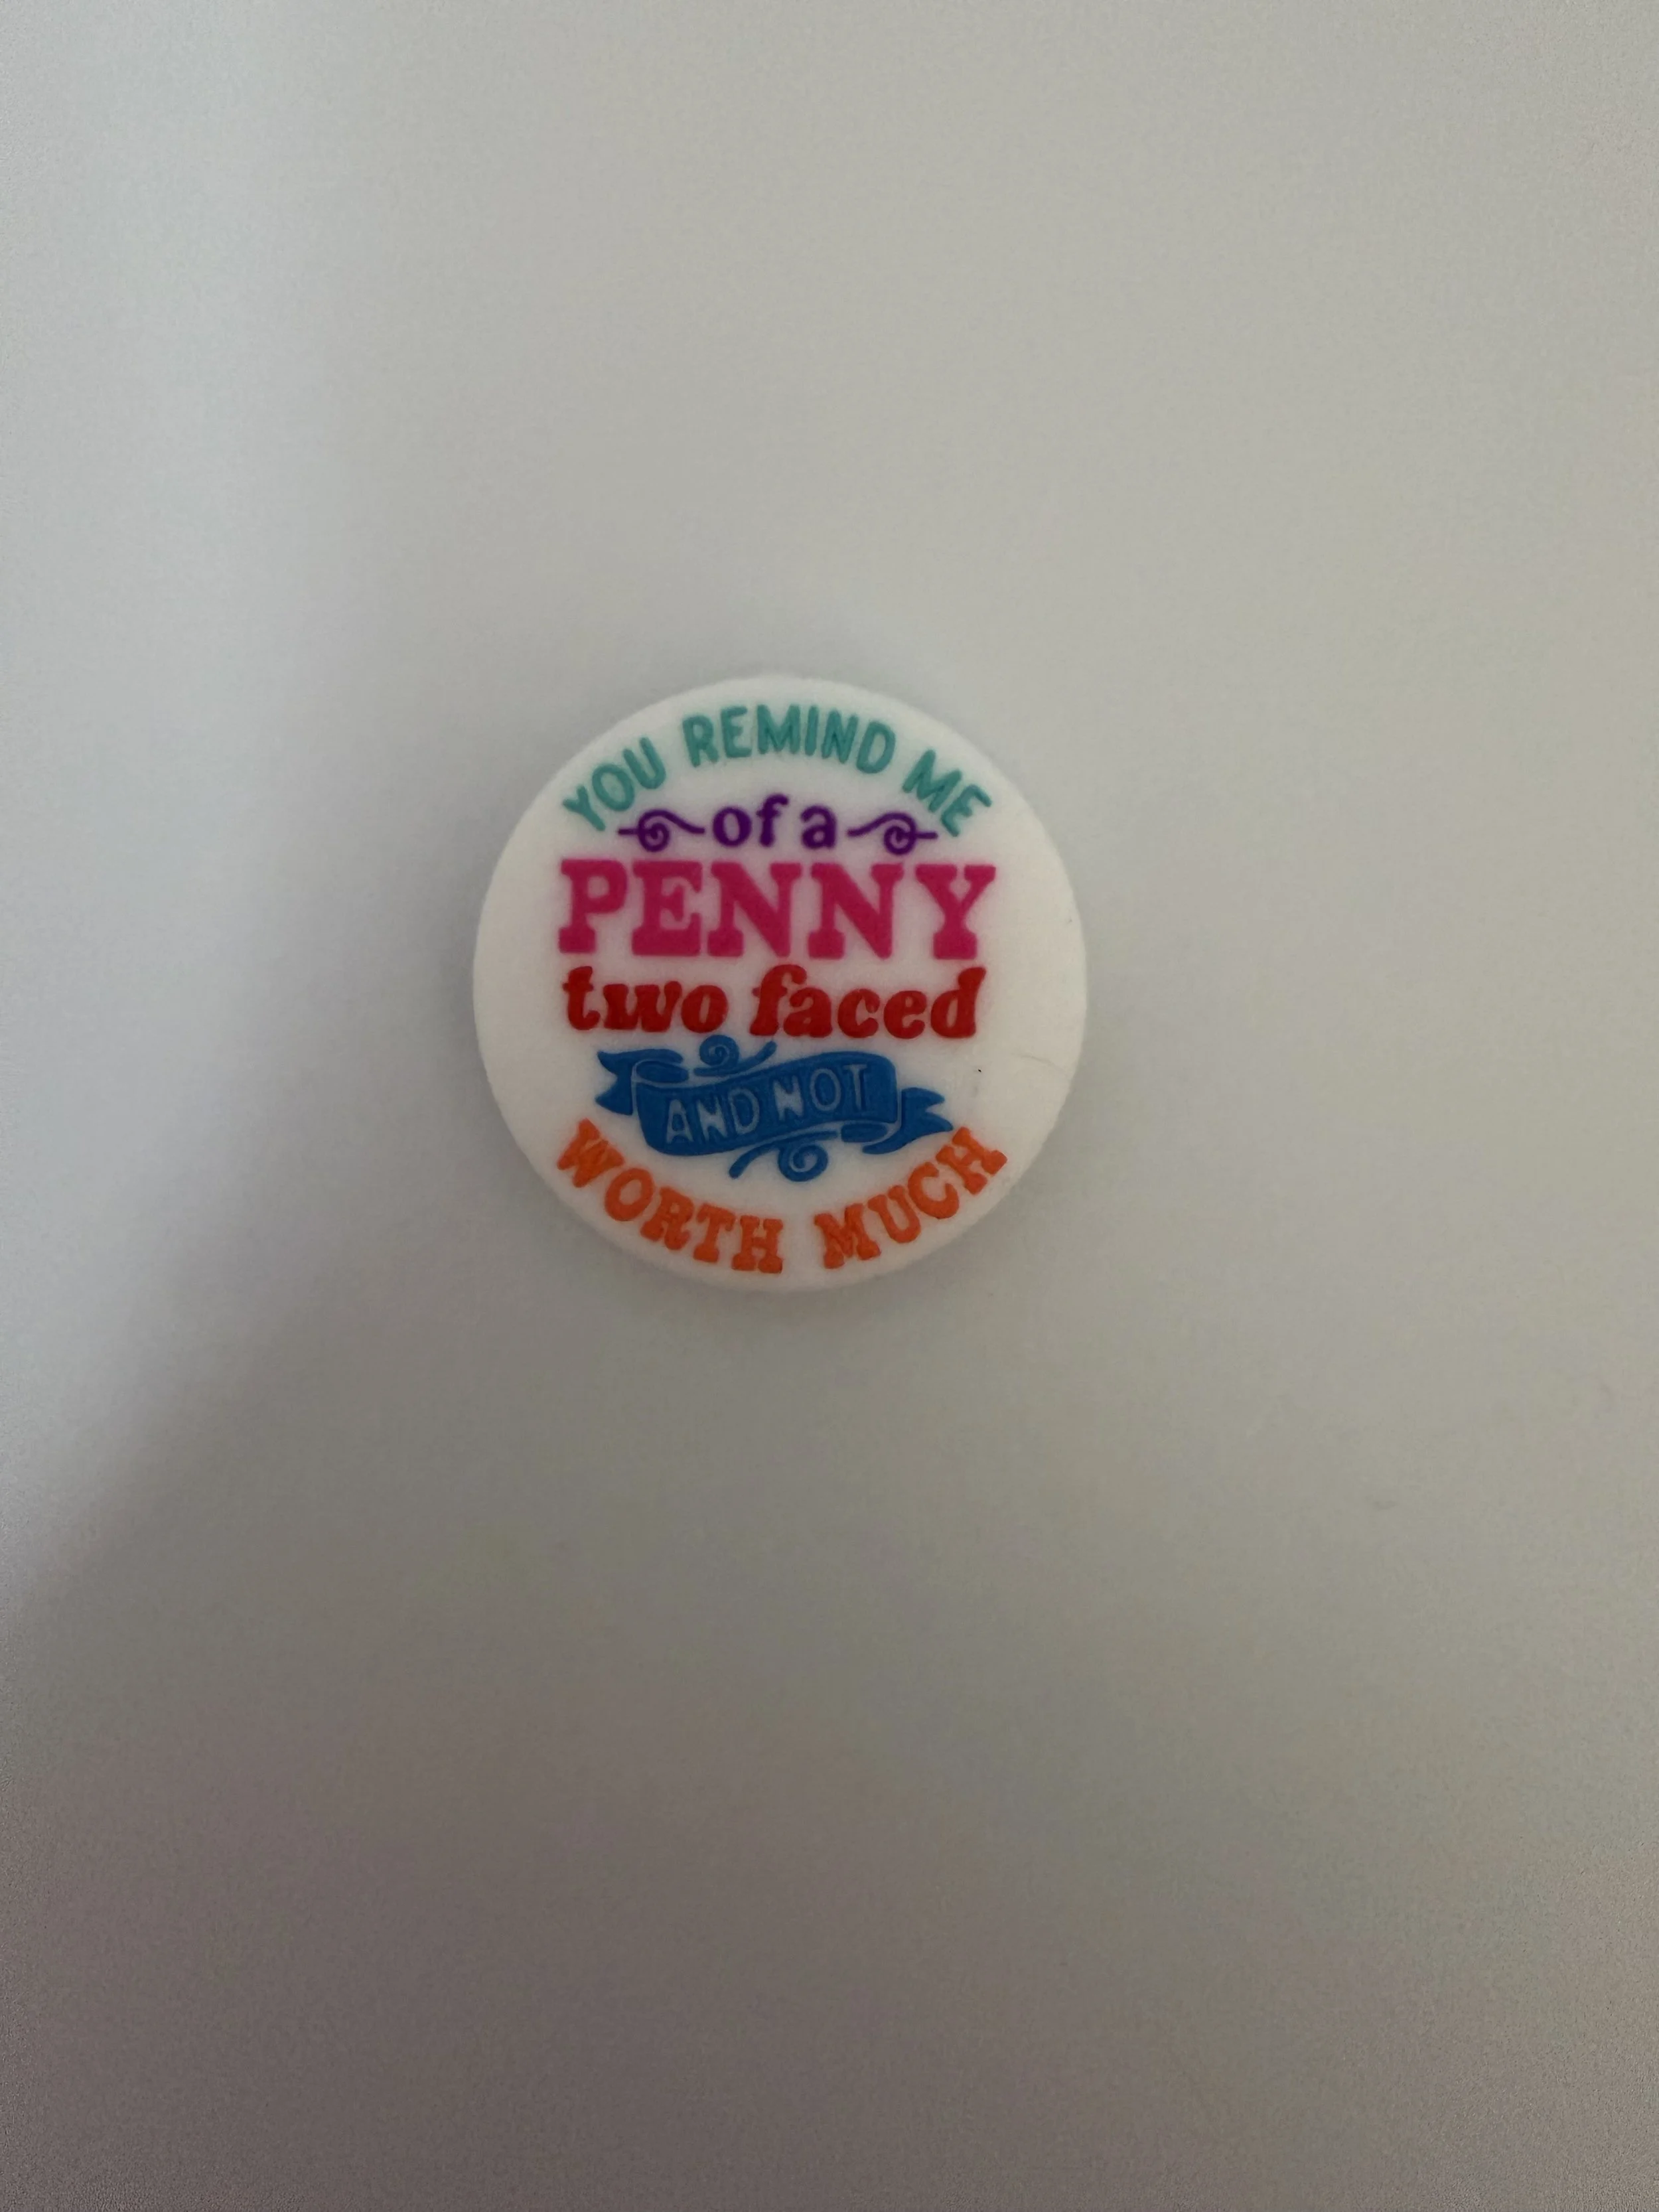 YOU REMIND ME
of a
PENNY
two faced
AND NOT
WORTH MUCH